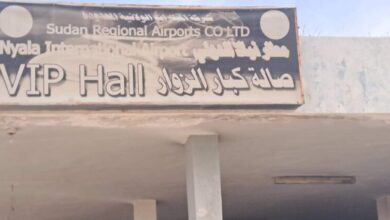 Sudan Regional Airports CO LTD
Nyala International Airport مطار نيالا الدولي
VIP Hall صالة كبار الزوار